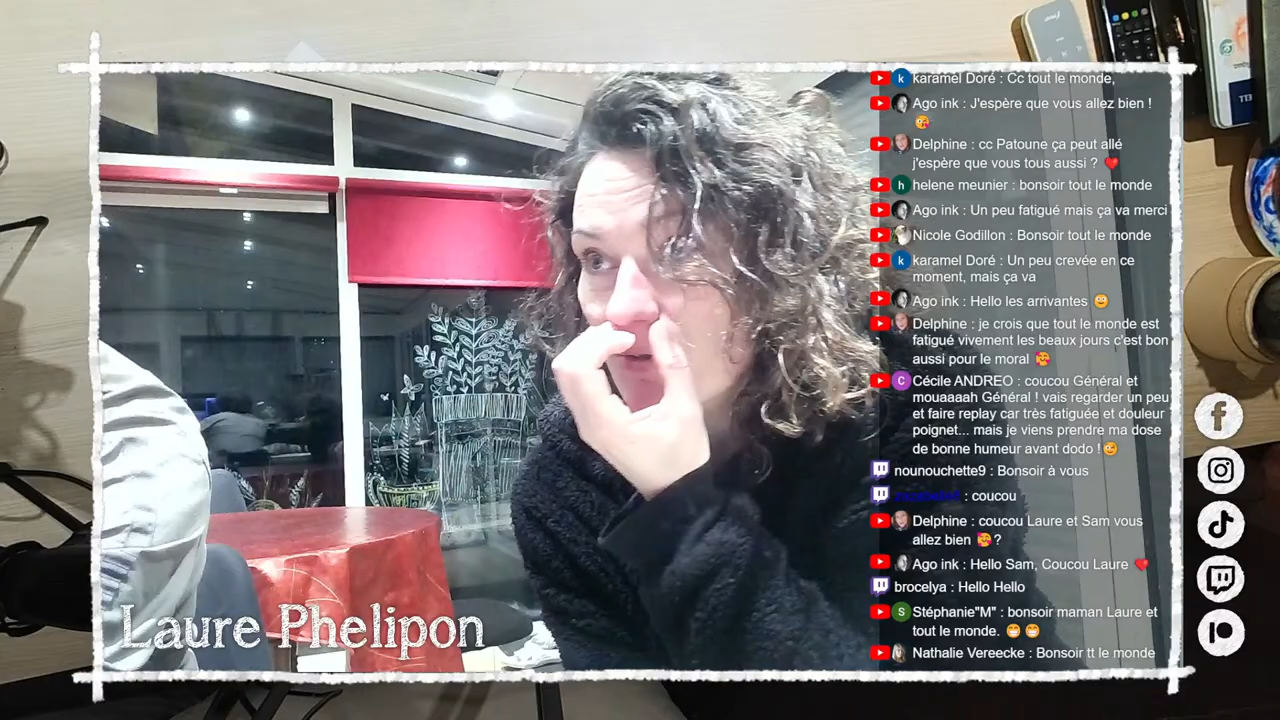 karamel Doré : Cc tout le monde,
Ago ink : J'espère que vous allez bien !
😘
Delphine : cc Patoune ça peut allé
j'espère que vous tous aussi ? ❤️
helene meunier : bonsoir tout le monde
Ago ink : Un peu fatigué mais ça va merci
Nicole Godillon : Bonsoir tout le monde
karamel Doré : Un peu crevée en ce
moment, mais ça va
Ago ink : Hello les arrivantes 🙂
Delphine : je crois que tout le monde est
fatigué vivement les beaux jours c'est bon
aussi pour le moral 🥰
Cécile ANDREO : coucou Général et
mouaaaah Général ! vais regarder un peu
et faire replay car très fatiguée et douleur
poignet... mais je viens prendre ma dose
de bonne humeur avant dodo ! 😉
nounouchette9 : Bonsoir à vous
: coucou
Delphine : coucou Laure et Sam vous
allez bien 🥰 ?
Ago ink : Hello Sam, Coucou Laure ❤️
brocelya : Hello Hello
Stéphanie"M" : bonsoir maman Laure et
tout le monde. 😁😁
Nathalie Vereecke : Bonsoir tt le monde
Laure Phelipon